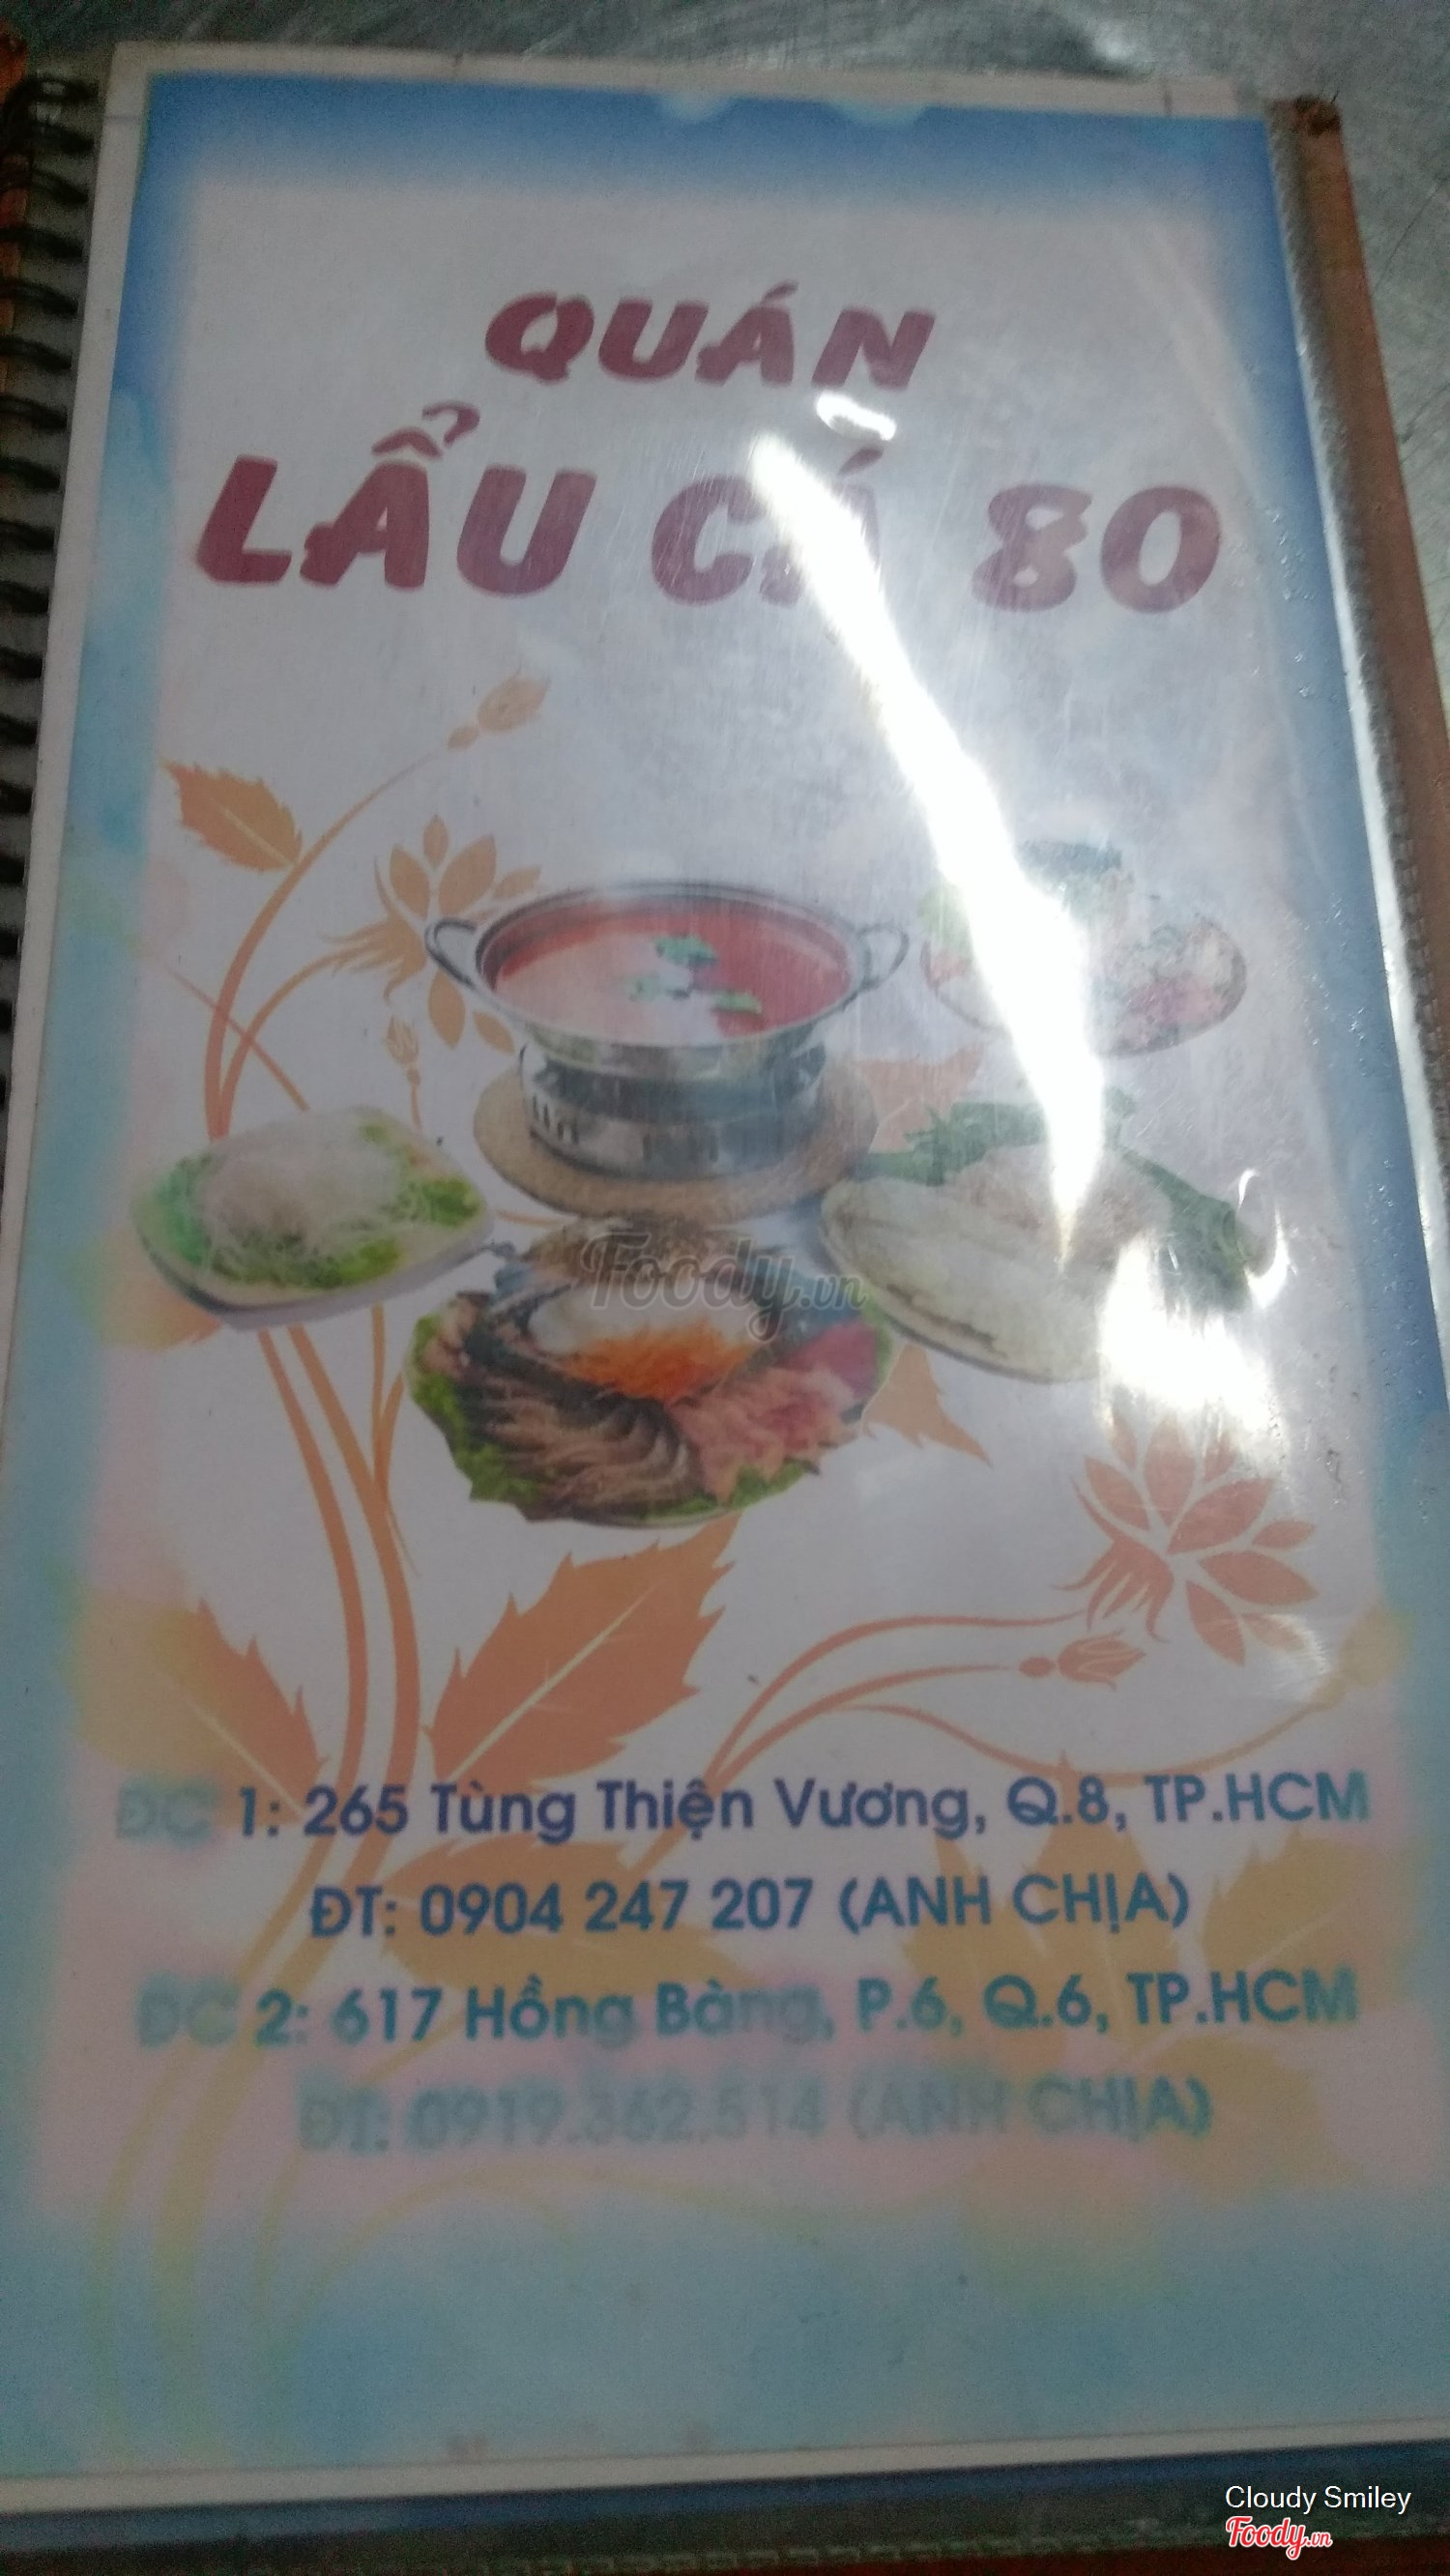 QUÁN
LẨU CÁ 80
Foody.vn
ĐC 1: 265 Tùng Thiện Vương, Q.8, TP.HCM
ĐT: 0904 247 207 (ANH CHỊA)
ĐC 2: 617 Hồng Bàng, P.6, Q.6, TP.HCM
ĐT: 0919.362.514 (ANH CHỊA)
Cloudy Smiley
Foody.vn